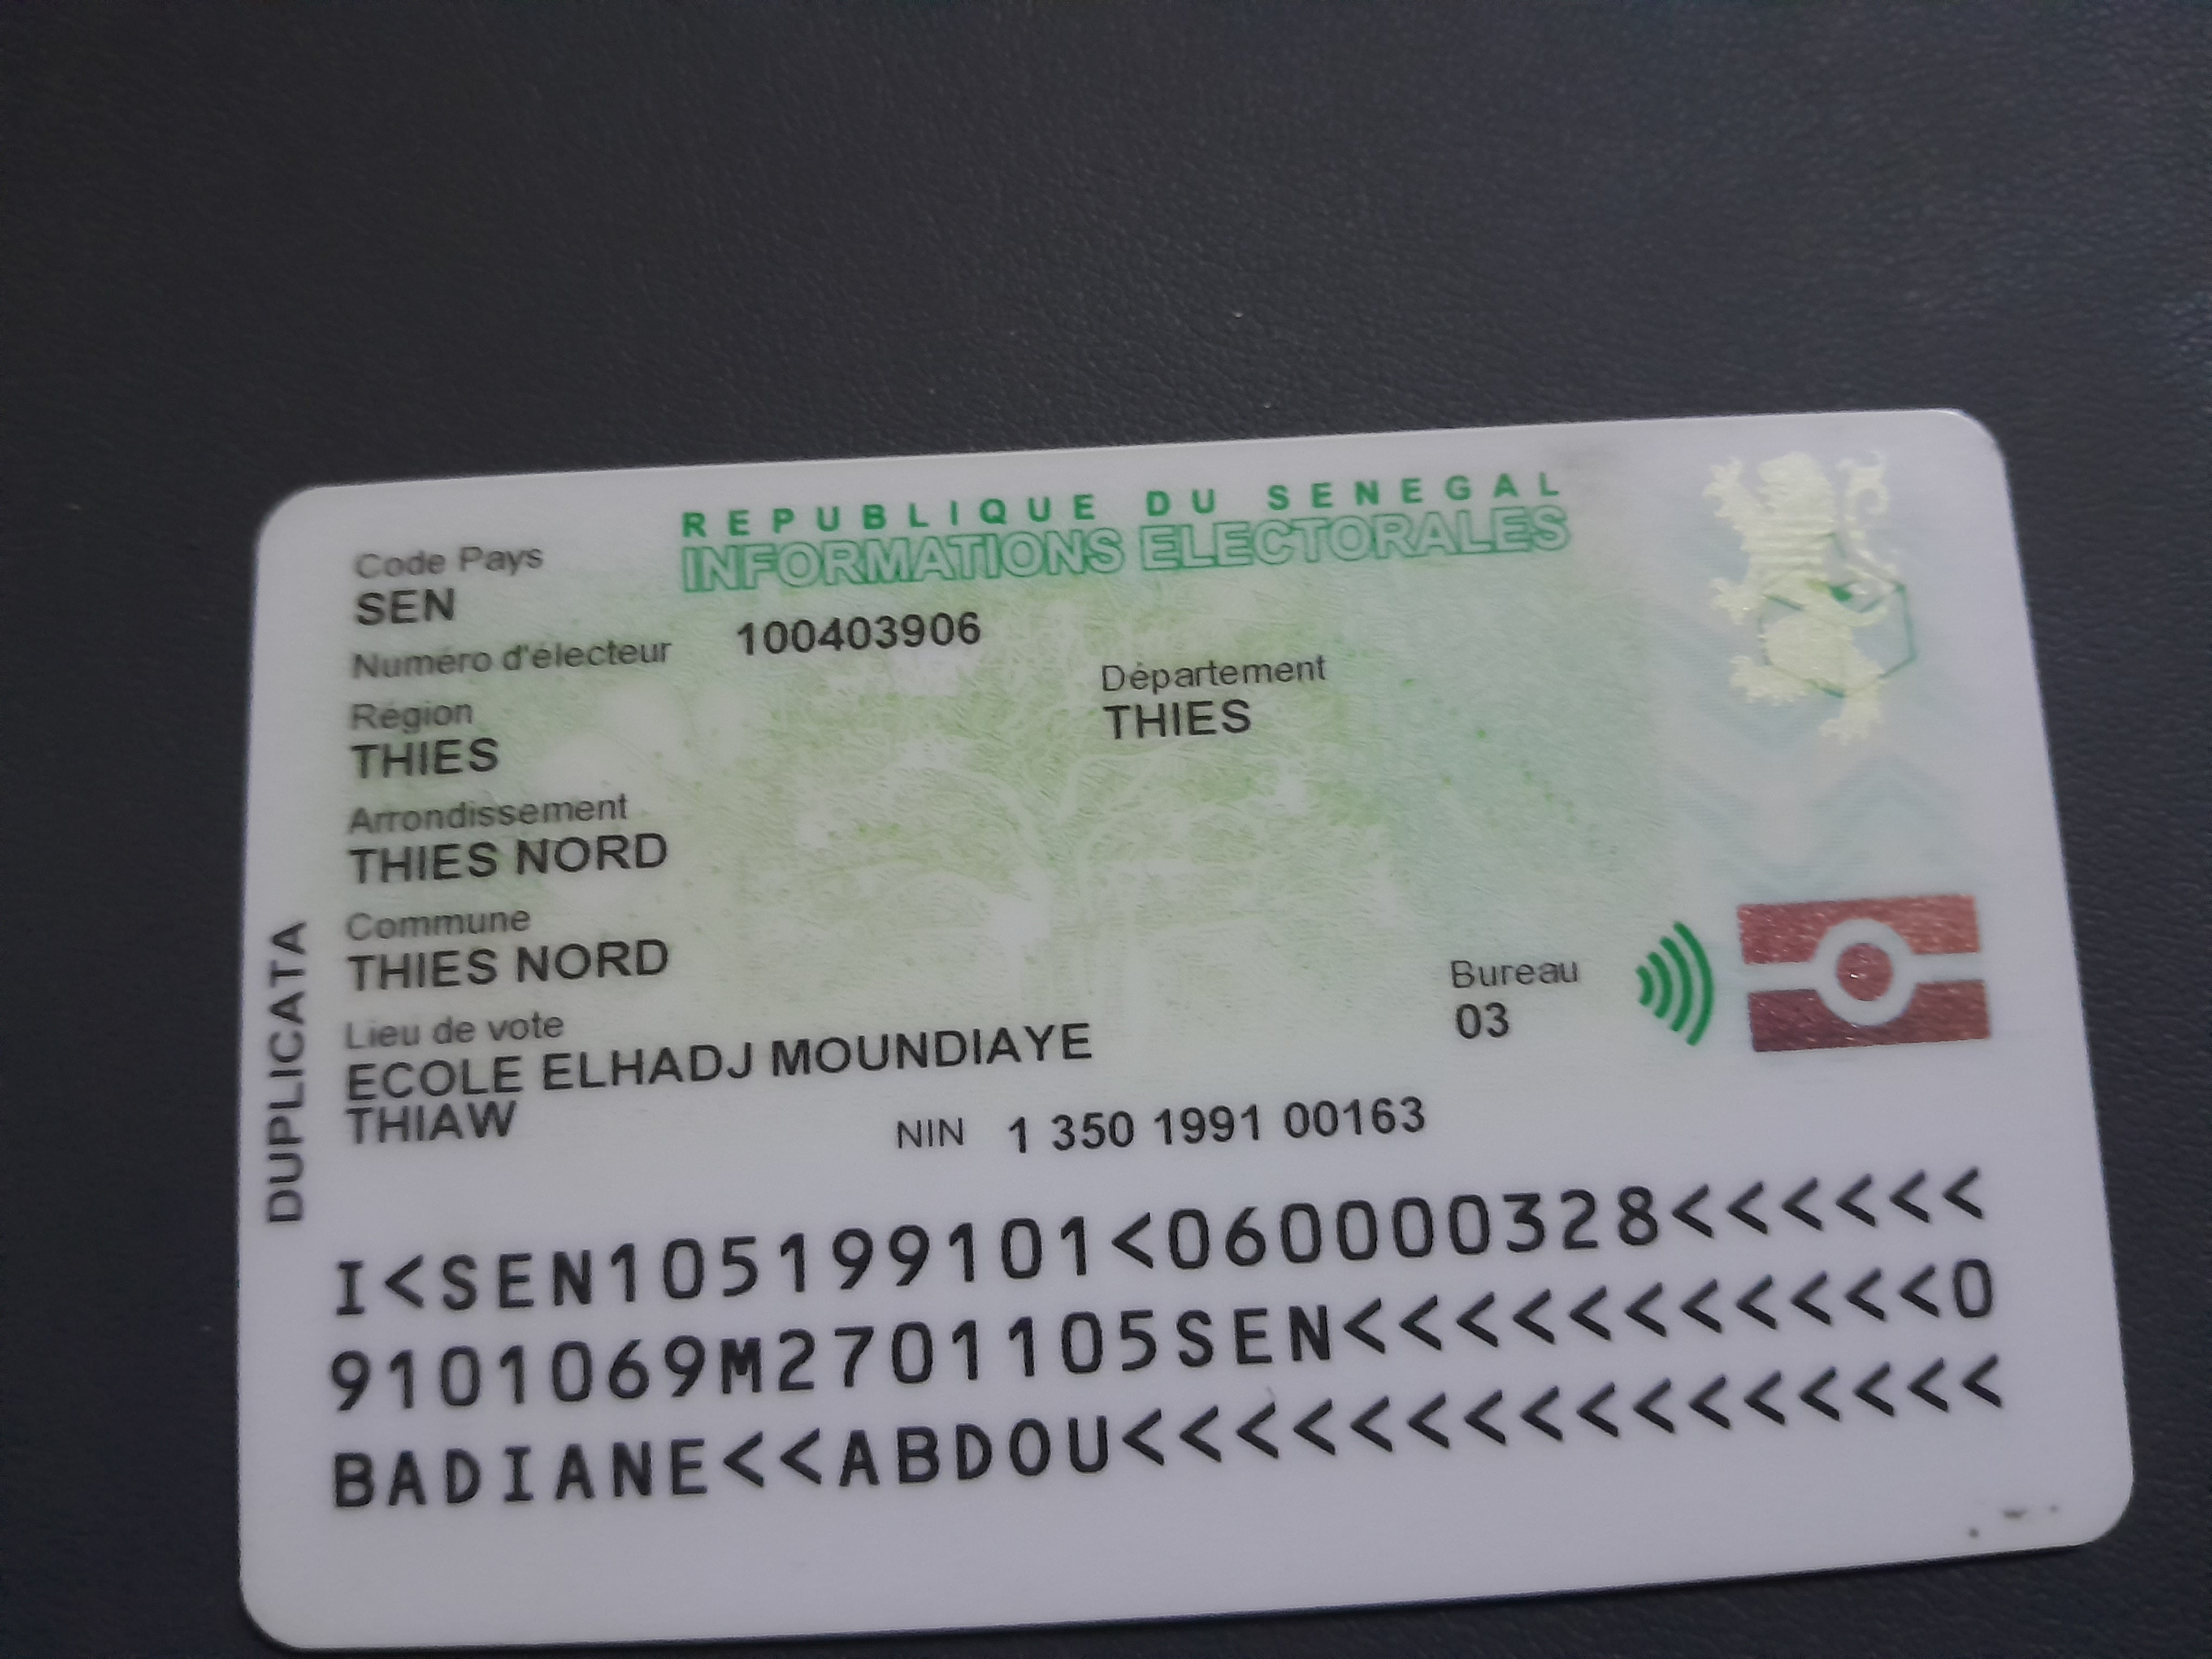 REPUBLIQUE DU SENEGAL
INFORMATIONS ELECTORALES
Code Pays
SEN
Numéro d'électeur 100403906
Région
THIES
Département
THIES
Arrondissement
THIES NORD
Commune
THIES NORD
Lieu de vote
ECOLE ELHADJ MOUNDIAYE
THIAW
Bureau
03
NIN 1 350 1991 00163
DUPLICATA
I<SEN105199101<060000328<<<<<<
9101069M2701105SEN<<<<<<<<<<<0
BADIANE<<ABDOU<<<<<<<<<<<<<<<<